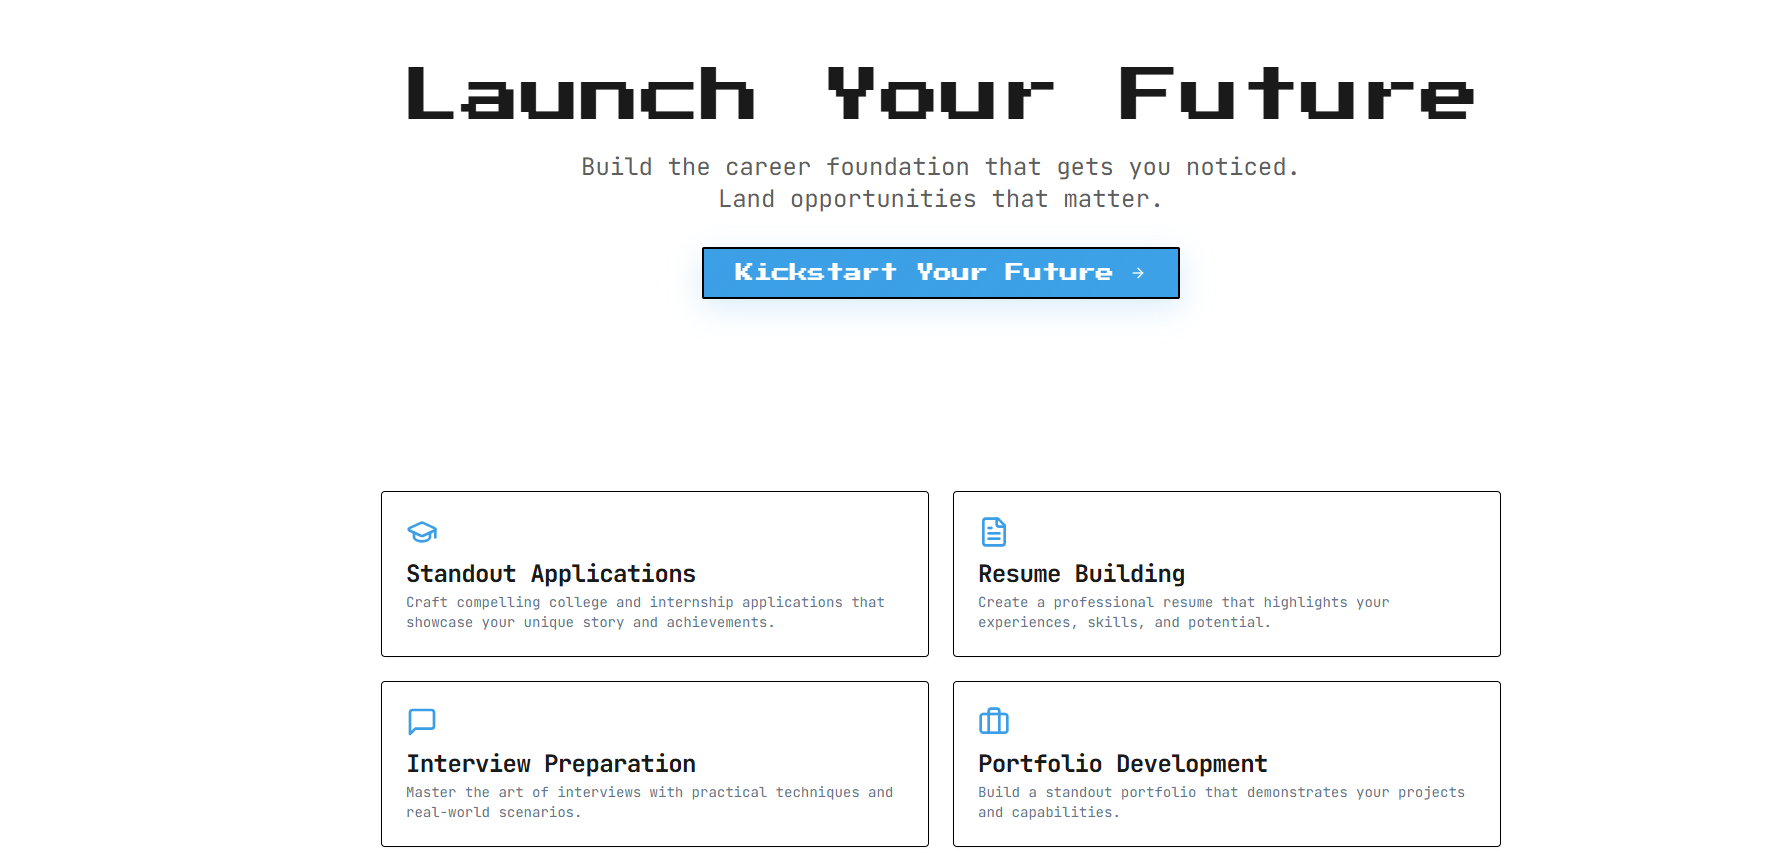 Launch Your Future
Build the career foundation that gets you noticed.
Land opportunities that matter.
Kickstart Your Future →
Standout Applications
Craft compelling college and internship applications that
showcase your unique story and achievements.
Resume Building
Create a professional resume that highlights your
experiences, skills, and potential.
Interview Preparation
Master the art of interviews with practical techniques and
real-world scenarios.
Portfolio Development
Build a standout portfolio that demonstrates your projects
and capabilities.